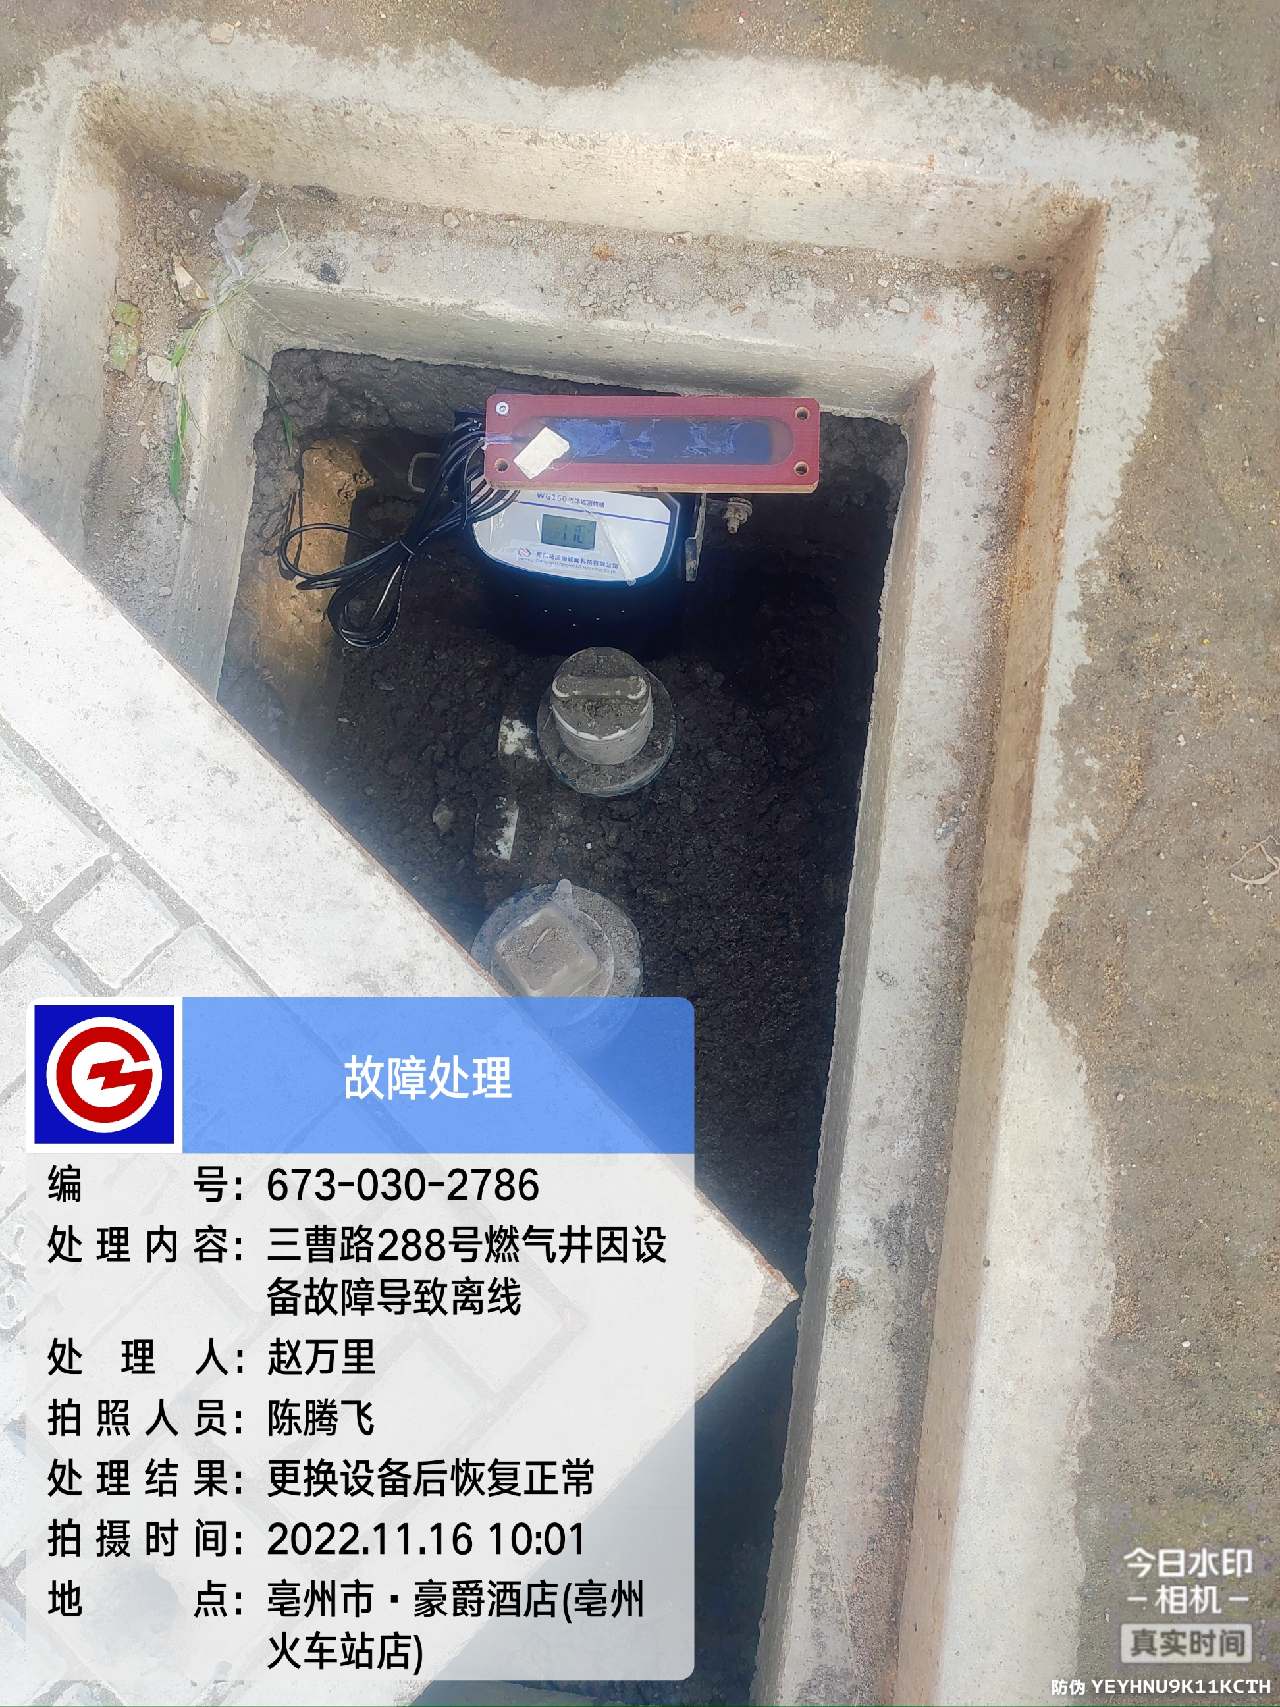 WG150
故障处理
编 号: 673-030-2786
处理内容: 三曹路288号燃气井因设
备故障导致离线
处 理 人: 赵万里
拍照人员: 陈腾飞
处理结果: 更换设备后恢复正常
拍摄时间: 2022.11.16 10:01
地 点: 亳州市·豪爵酒店(亳州
火车站店)
今日水印
-相机-
真实时间
防伪 YEYHNU9K11KCTH